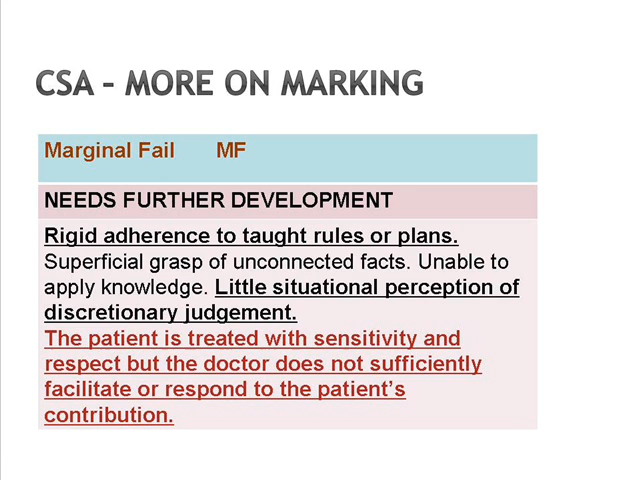 CSA – MORE ON MARKING
Marginal Fail MF
NEEDS FURTHER DEVELOPMENT
Rigid adherence to taught rules or plans.
Superficial grasp of unconnected facts. Unable to
apply knowledge. Little situational perception of
discretionary judgement.
The patient is treated with sensitivity and
respect but the doctor does not sufficiently
facilitate or respond to the patient’s
contribution.